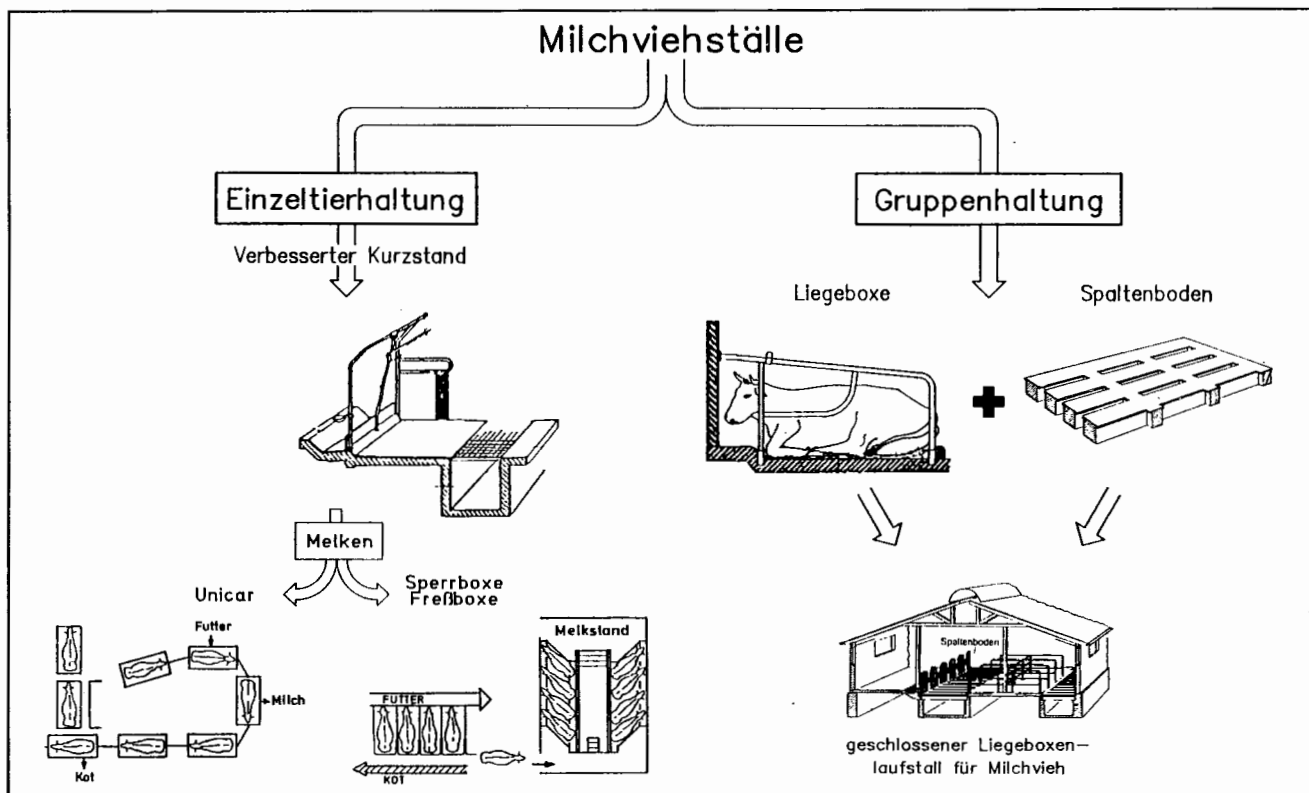 Milchviehställe
Einzeltierhaltung
Gruppenhaltung
Verbesserter Kurzstand
Liegeboxe
Spaltenboden
Melken
Unicar
Sperrboxe
Freßboxe
Futter
Milch
Kot
FUTTER
KOT
Melkstand
Spaltenboden
geschlossener Liegeboxen-
laufstall für Milchvieh